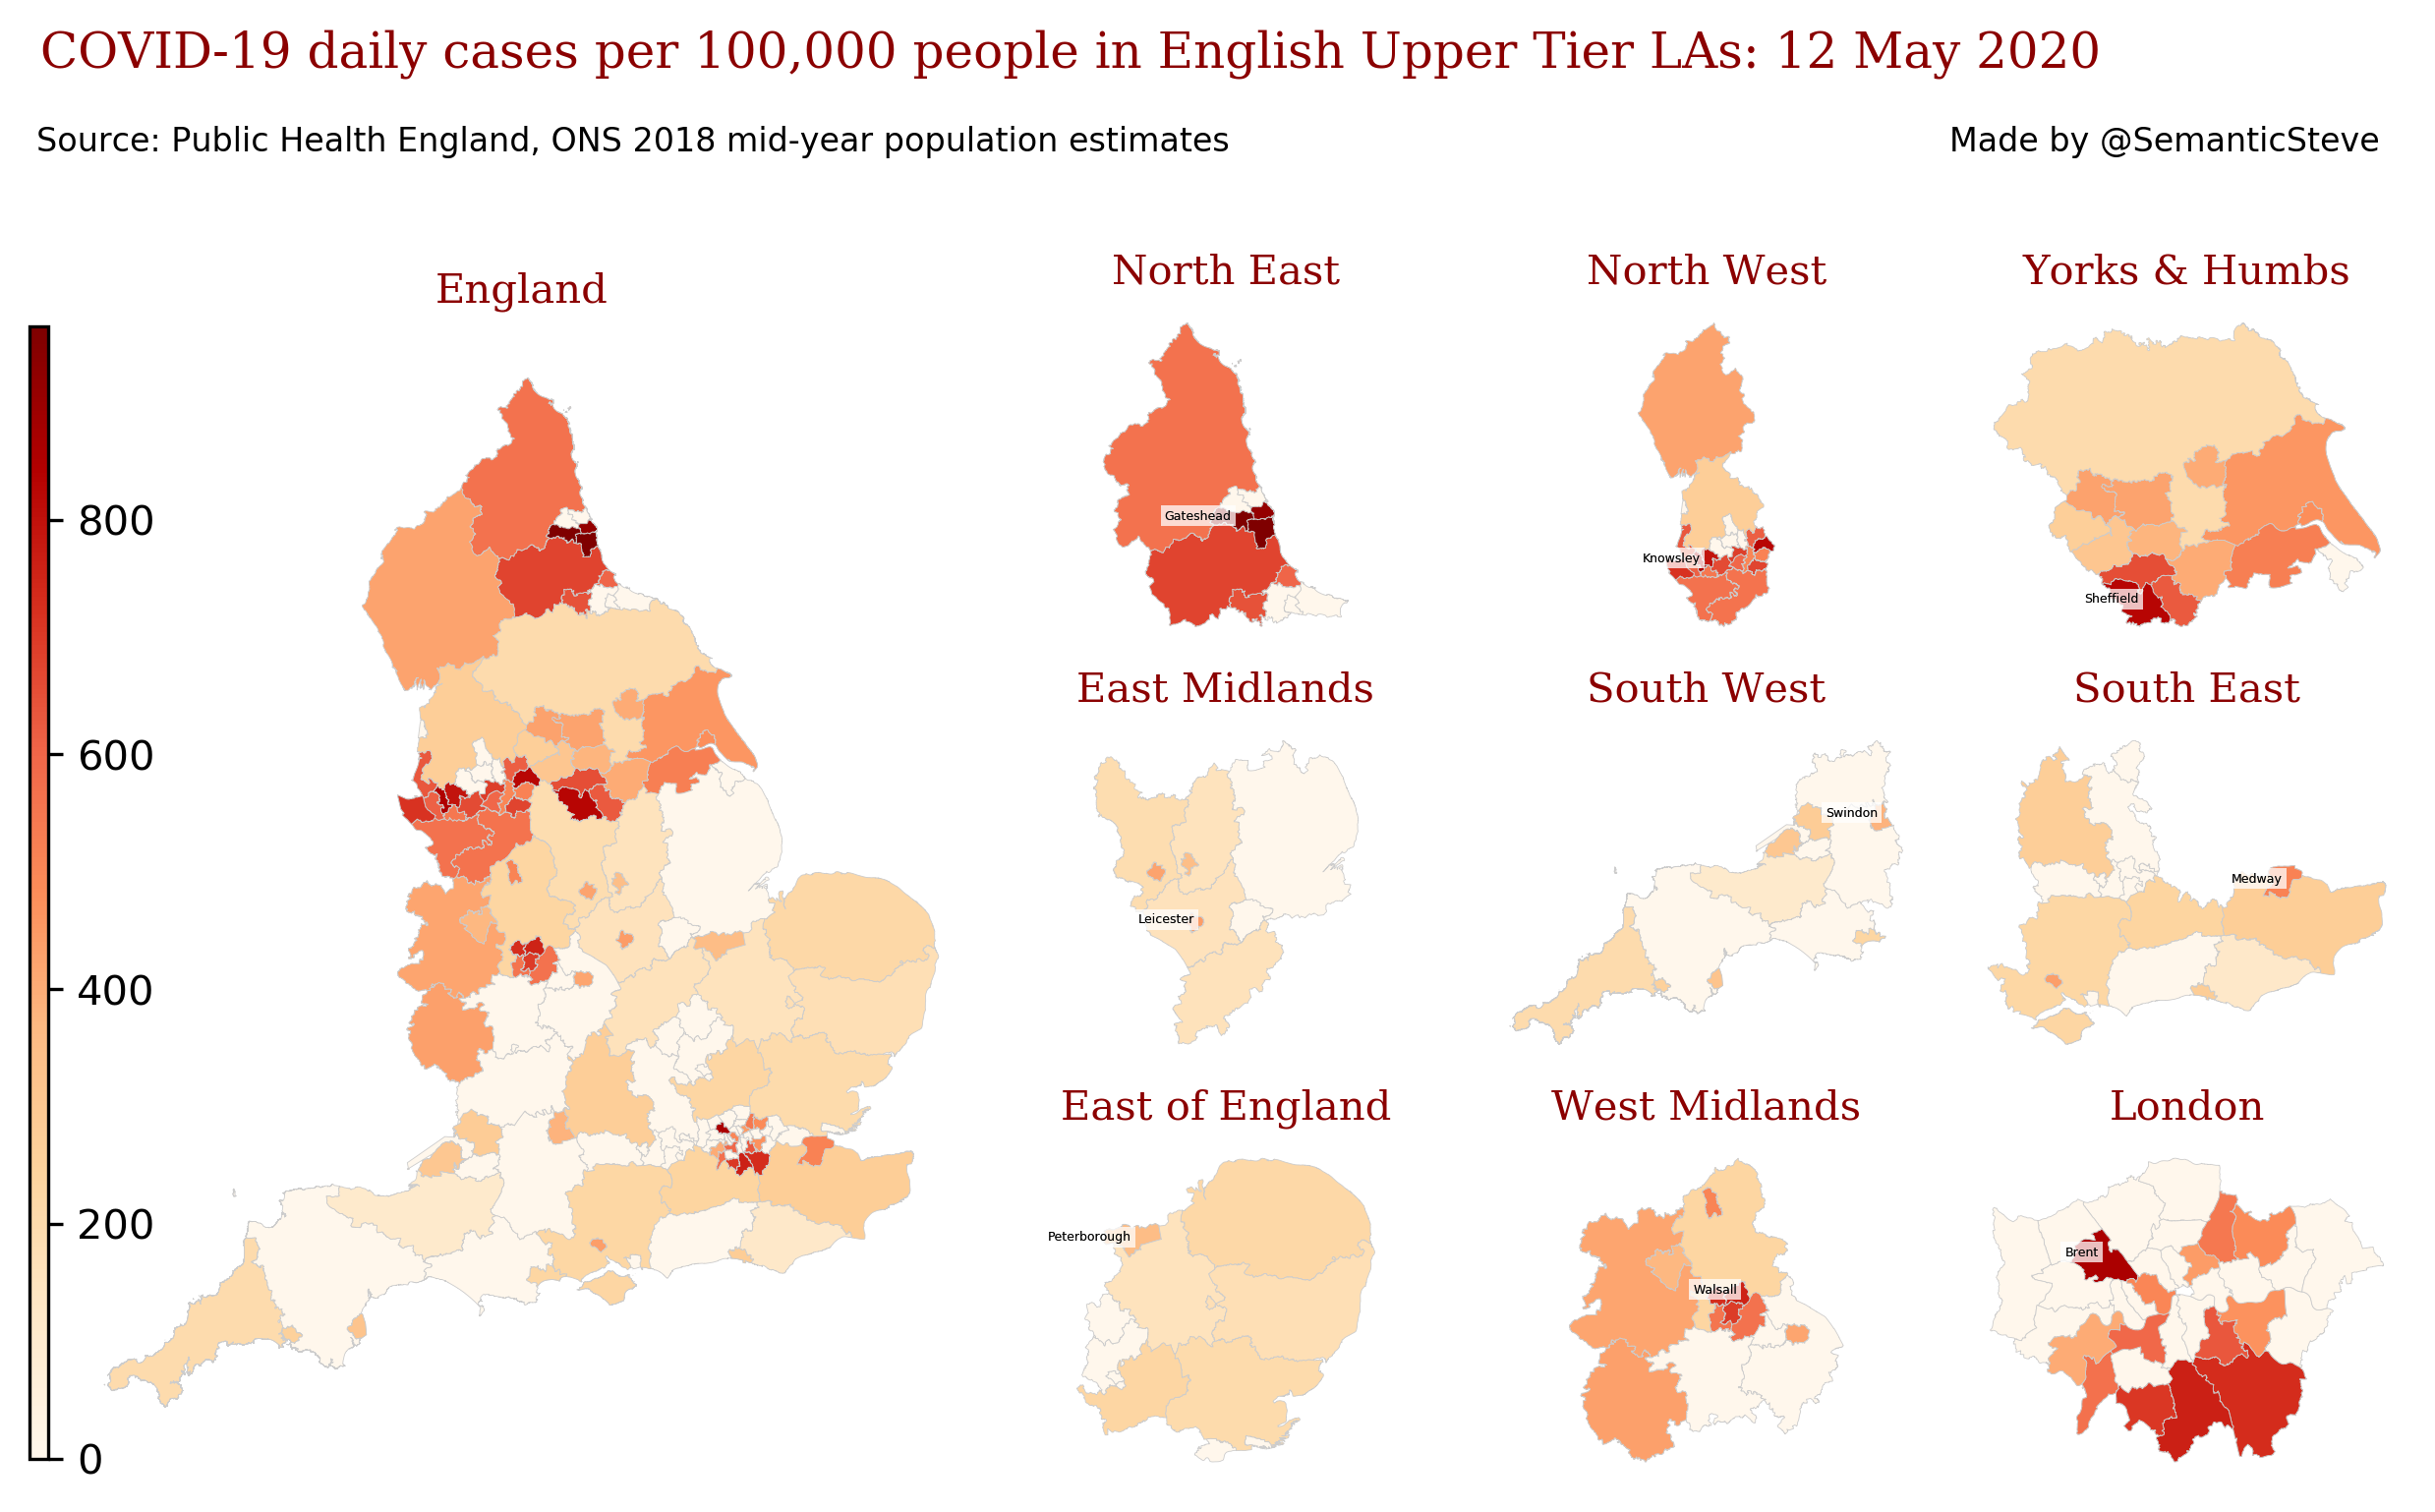 COVID-19 daily cases per 100,000 people in English Upper Tier LAs: 12 May 2020
Source: Public Health England, ONS 2018 mid-year population estimates
Made by @SemanticSteve
England
800
600
400
200
0
North East
Gateshead
North West
Knowsley
Yorks & Humbs
Sheffield
East Midlands
Leicester
South West
Swindon
South East
Medway
East of England
Peterborough
West Midlands
Walsall
London
Brent